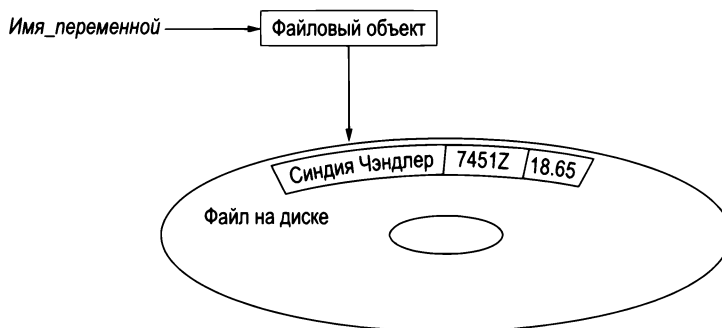 Имя_переменной
Файловый объект
Синдия Чэндлер 7451Z 18.65
Файл на диске